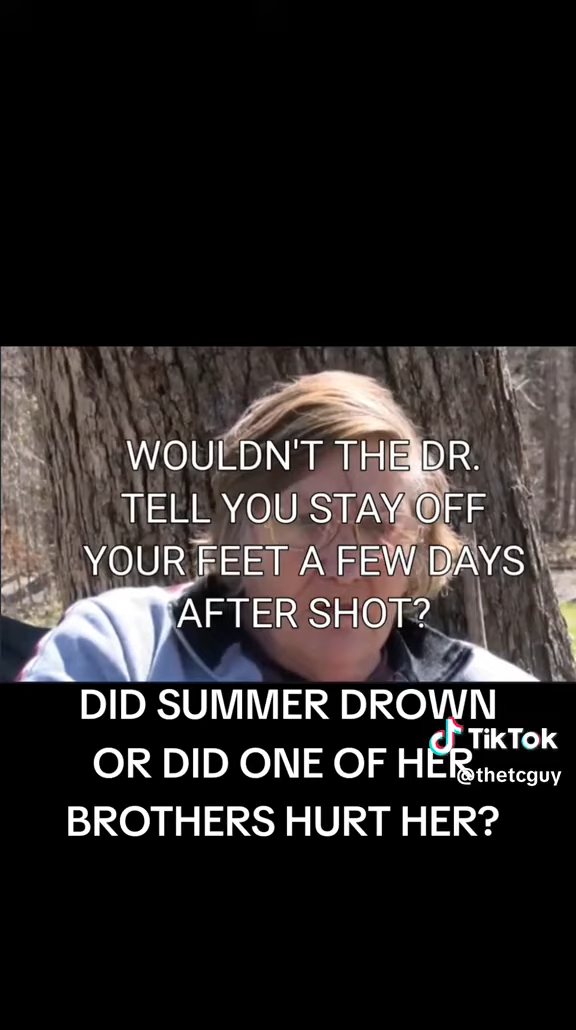 WOULDN'T THE DR.
TELL YOU STAY OFF
YOUR FEET A FEW DAYS
AFTER SHOT?
DID SUMMER DROWN
OR DID ONE OF HER
BROTHERS HURT HER?
TikTok
@thetcguy